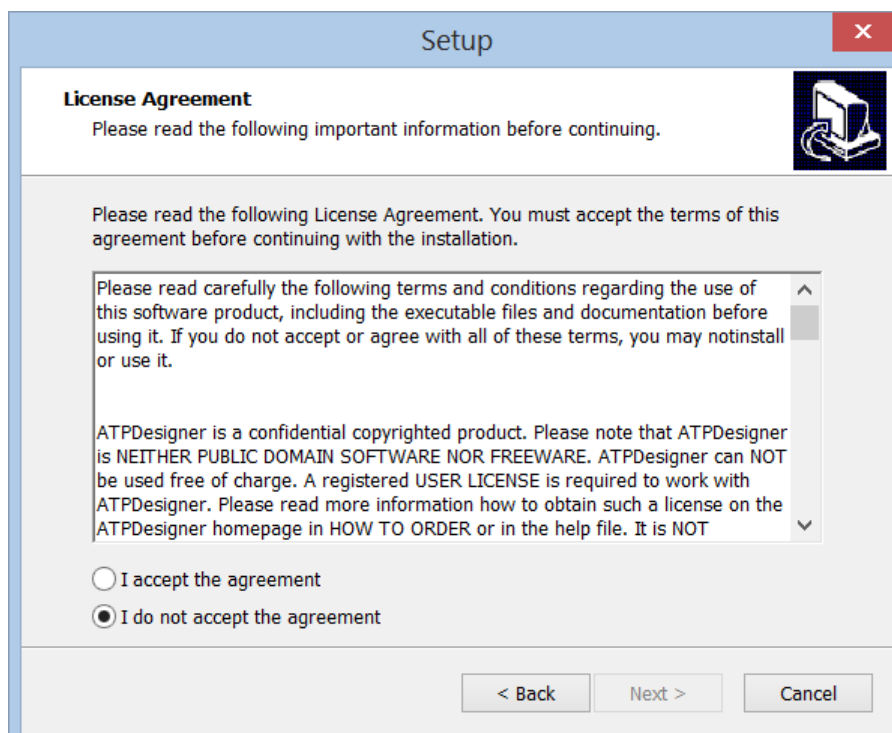 Setup
License Agreement
Please read the following important information before continuing.
Please read the following License Agreement. You must accept the terms of this
agreement before continuing with the installation.
Please read carefully the following terms and conditions regarding the use of
this software product, including the executable files and documentation before
using it. If you do not accept or agree with all of these terms, you may notinstall
or use it.
ATPDesigner is a confidential copyrighted product. Please note that ATPDesigner
is NEITHER PUBLIC DOMAIN SOFTWARE NOR FREEWARE. ATPDesigner can NOT
be used free of charge. A registered USER LICENSE is required to work with
ATPDesigner. Please read more information how to obtain such a license on the
ATPDesigner homepage in HOW TO ORDER or in the help file. It is NOT
I accept the agreement
I do not accept the agreement
< Back Next > Cancel